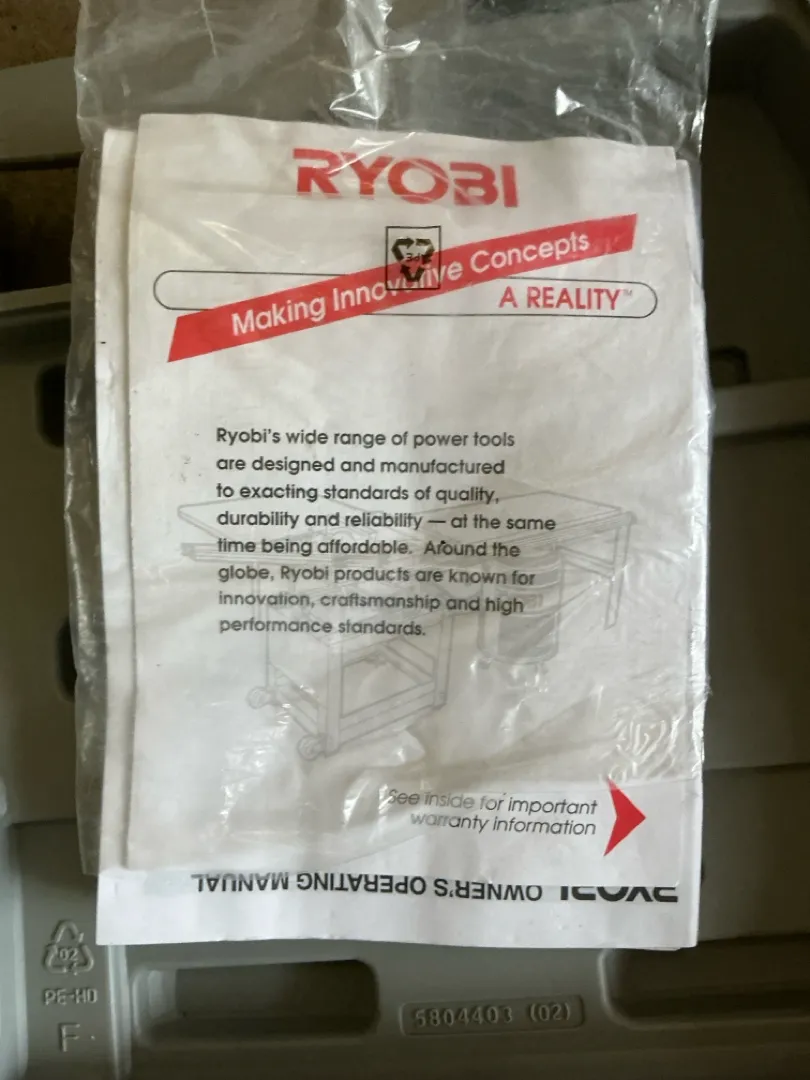 RYOBI
Making Innovative Concepts
A REALITY™
Ryobi's wide range of power tools
are designed and manufactured
to exacting standards of quality,
durability and reliability — at the same
time being affordable. Around the
globe, Ryobi products are known for
innovation, craftsmanship and high
performance standards.
See inside for important
warranty information
RYOBI OWNER'S OPERATING MANUAL
02
PE-HD
F
5804403 (02)